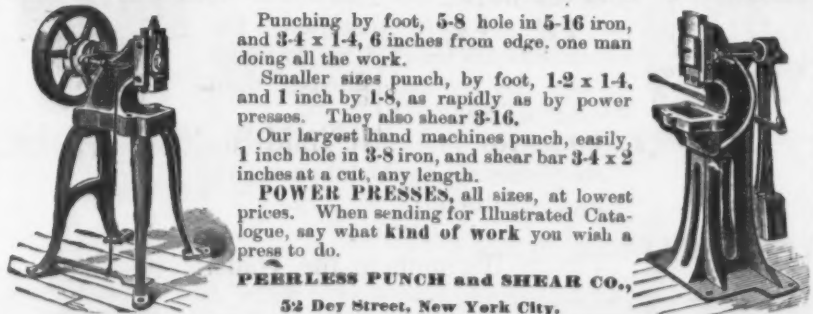 Punching by foot, 5-8 hole in 5-16 iron,
and 3-4 x 1-4, 6 inches from edge, one man
doing all the work.
Smaller sizes punch, by foot, 1-2 x 1-4,
and 1 inch by 1-8, as rapidly as by power
presses. They also shear 3-16.
Our largest hand machines punch, easily,
1 inch hole in 3-8 iron, and shear bar 3-4 x 2
inches at a cut, any length.
POWER PRESSES, all sizes, at lowest
prices. When sending for Illustrated Cata-
logue, say what kind of work you wish a
press to do.
PEERLESS PUNCH and SHEAR CO.,
52 Dey Street, New York City.